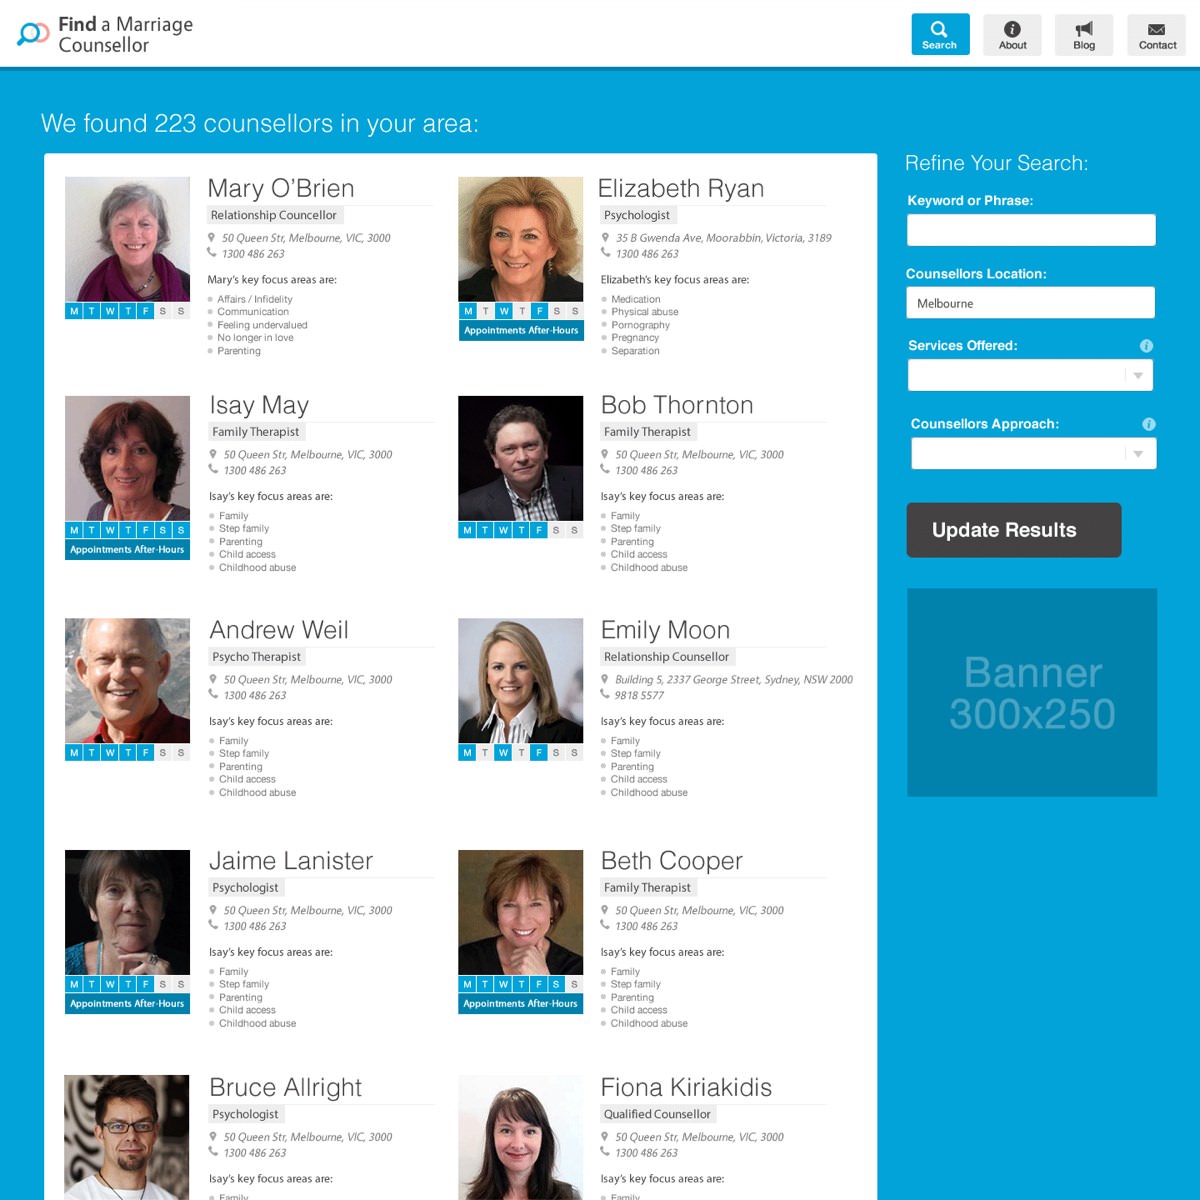 Find a Marriage
Counsellor
Search
About
Blog
Contact
We found 223 counsellors in your area:
Mary O'Brien
Relationship Councellor
50 Queen Str, Melbourne, VIC, 3000
1300 486 263
Mary's key focus areas are:
Affairs / Infidelity
Communication
Feeling undervalued
No longer in love
Parenting
M T W T F S S
Elizabeth Ryan
Psychologist
35 B Gwenda Ave, Moorabbin, Victoria, 3189
1300 486 263
Elizabeth's key focus areas are:
Medication
Physical abuse
Pornography
Pregnancy
Separation
M T W T F S S
Appointments After-Hours
Isay May
Family Therapist
50 Queen Str, Melbourne, VIC, 3000
1300 486 263
Isay's key focus areas are:
Family
Step family
Parenting
Child access
Childhood abuse
M T W T F S S
Appointments After-Hours
Bob Thornton
Family Therapist
50 Queen Str, Melbourne, VIC, 3000
1300 486 263
Isay's key focus areas are:
Family
Step family
Parenting
Child access
Childhood abuse
M T W T F S S
Andrew Weil
Psycho Therapist
50 Queen Str, Melbourne, VIC, 3000
1300 486 263
Isay's key focus areas are:
Family
Step family
Parenting
Child access
Childhood abuse
M T W T F S S
Emily Moon
Relationship Counsellor
Building 5, 2337 George Street, Sydney, NSW 2000
9818 5577
Isay's key focus areas are:
Family
Step family
Parenting
Child access
Childhood abuse
M T W T F S S
Jaime Lanister
Psychologist
50 Queen Str, Melbourne, VIC, 3000
1300 486 263
Isay's key focus areas are:
Family
Step family
Parenting
Child access
Childhood abuse
M T W T F S S
Appointments After-Hours
Beth Cooper
Family Therapist
50 Queen Str, Melbourne, VIC, 3000
1300 486 263
Isay's key focus areas are:
Family
Step family
Parenting
Child access
Childhood abuse
M T W T F S S
Appointments After-Hours
Bruce Allright
Psychologist
50 Queen Str, Melbourne, VIC, 3000
1300 486 263
Isay's key focus areas are:
Family
Fiona Kiriakidis
Qualified Counsellor
50 Queen Str, Melbourne, VIC, 3000
1300 486 263
Isay's key focus areas are:
Family
Refine Your Search:
Keyword or Phrase:
Counsellors Location:
Melbourne
Services Offered:
Counsellors Approach:
Update Results
Banner
300x250